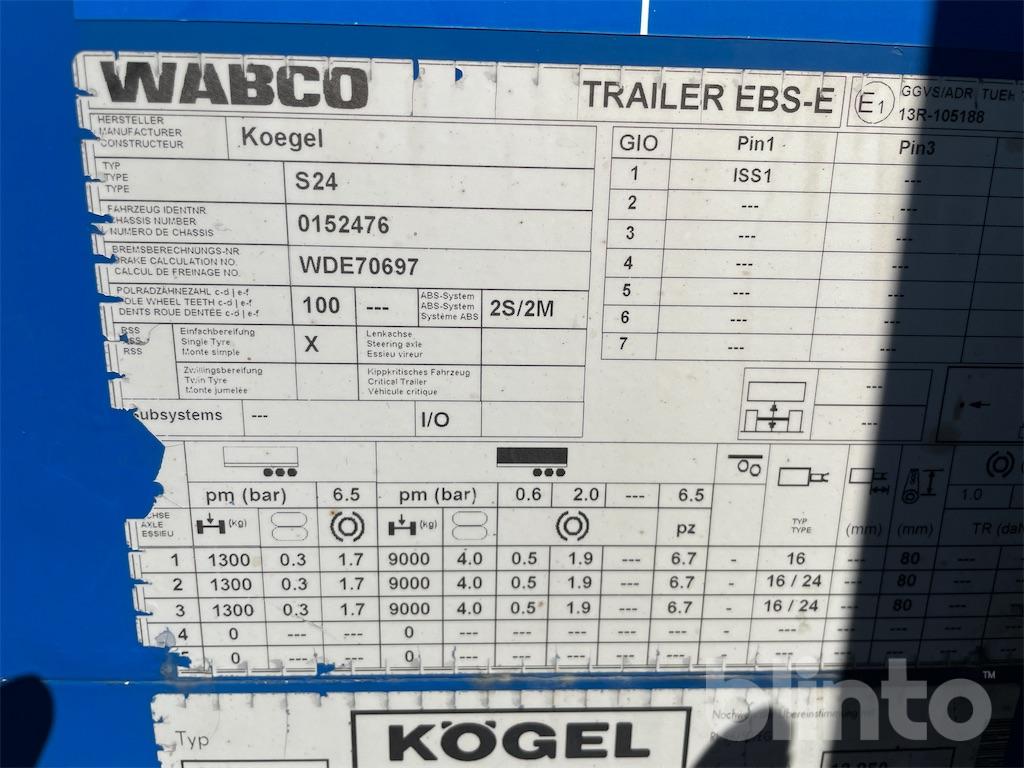 WABCO
TRAILER EBS-E
E1
GGVS/ADR TUEH
13R-105188
HERSTELLER
MANUFACTURER
CONSTRUCTEUR
Koegel
TYP
TYPE
TYPE
S24
FAHRZEUG IDENTNR.
CHASSIS NUMBER
NUMERO DE CHASSIS
0152476
BREMSBERECHNUNGS-NR
BRAKE CALCULATION NO.
CALCUL DE FREINAGE NO.
WDE70697
POLRADZÄHNEZAHL c-d | e-f
POLE WHEEL TEETH c-d | e-f
DENTS ROUE DENTÉE c-d | e-f
100 ---
ABS-System
ABS-System
Système ABS
2S/2M
RSS
RSS
RSS
Einfachbereifung
Single Tyre
Monte simple
X
Lenkachse
Steering axle
Essieu vireur
Zwillingsbereifung
Twin Tyre
Monte jumelée
Kippkritisches Fahrzeug
Critical Trailer
Véhicule critique
Subsystems --- I/O
GIO Pin1 Pin3
1 ISS1 ---
2 --- ---
3 --- ---
4 --- ---
5 --- ---
6 --- ---
7 --- ---
---
---
pm (bar) 6.5 pm (bar) 0.6 2.0 --- 6.5
1.0
ACHSE
AXLE
ESSIEU
(kg) (kg) pz
TYP
TYPE
(mm) (mm) TR (daN
1 1300 0.3 1.7 9000 4.0 0.5 1.9 --- 6.7 - 16 --- 80 --- ---
2 1300 0.3 1.7 9000 4.0 0.5 1.9 --- 6.7 - 16 / 24 --- 80 --- ---
3 1300 0.3 1.7 9000 4.0 0.5 1.9 --- 6.7 - 16 / 24 --- 80 ---
4 0 --- --- 0 --- --- --- --- --- - --- --- --- ---
5 0 --- --- 0 --- --- --- --- --- -
Typ
KÖGEL
blinto™